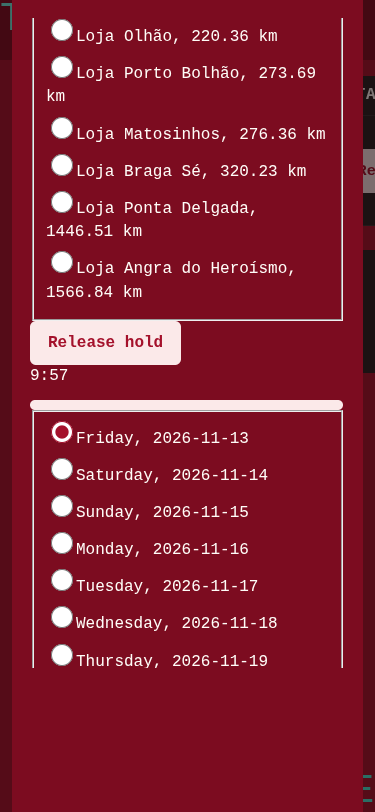 Loja Olhão, 220.36 km
Loja Porto Bolhão, 273.69
km
Loja Matosinhos, 276.36 km
Loja Braga Sé, 320.23 km
Loja Ponta Delgada,
1446.51 km
Loja Angra do Heroísmo,
1566.84 km
Release hold
9:57
Friday, 2026-11-13
Saturday, 2026-11-14
Sunday, 2026-11-15
Monday, 2026-11-16
Tuesday, 2026-11-17
Wednesday, 2026-11-18
Thursday, 2026-11-19